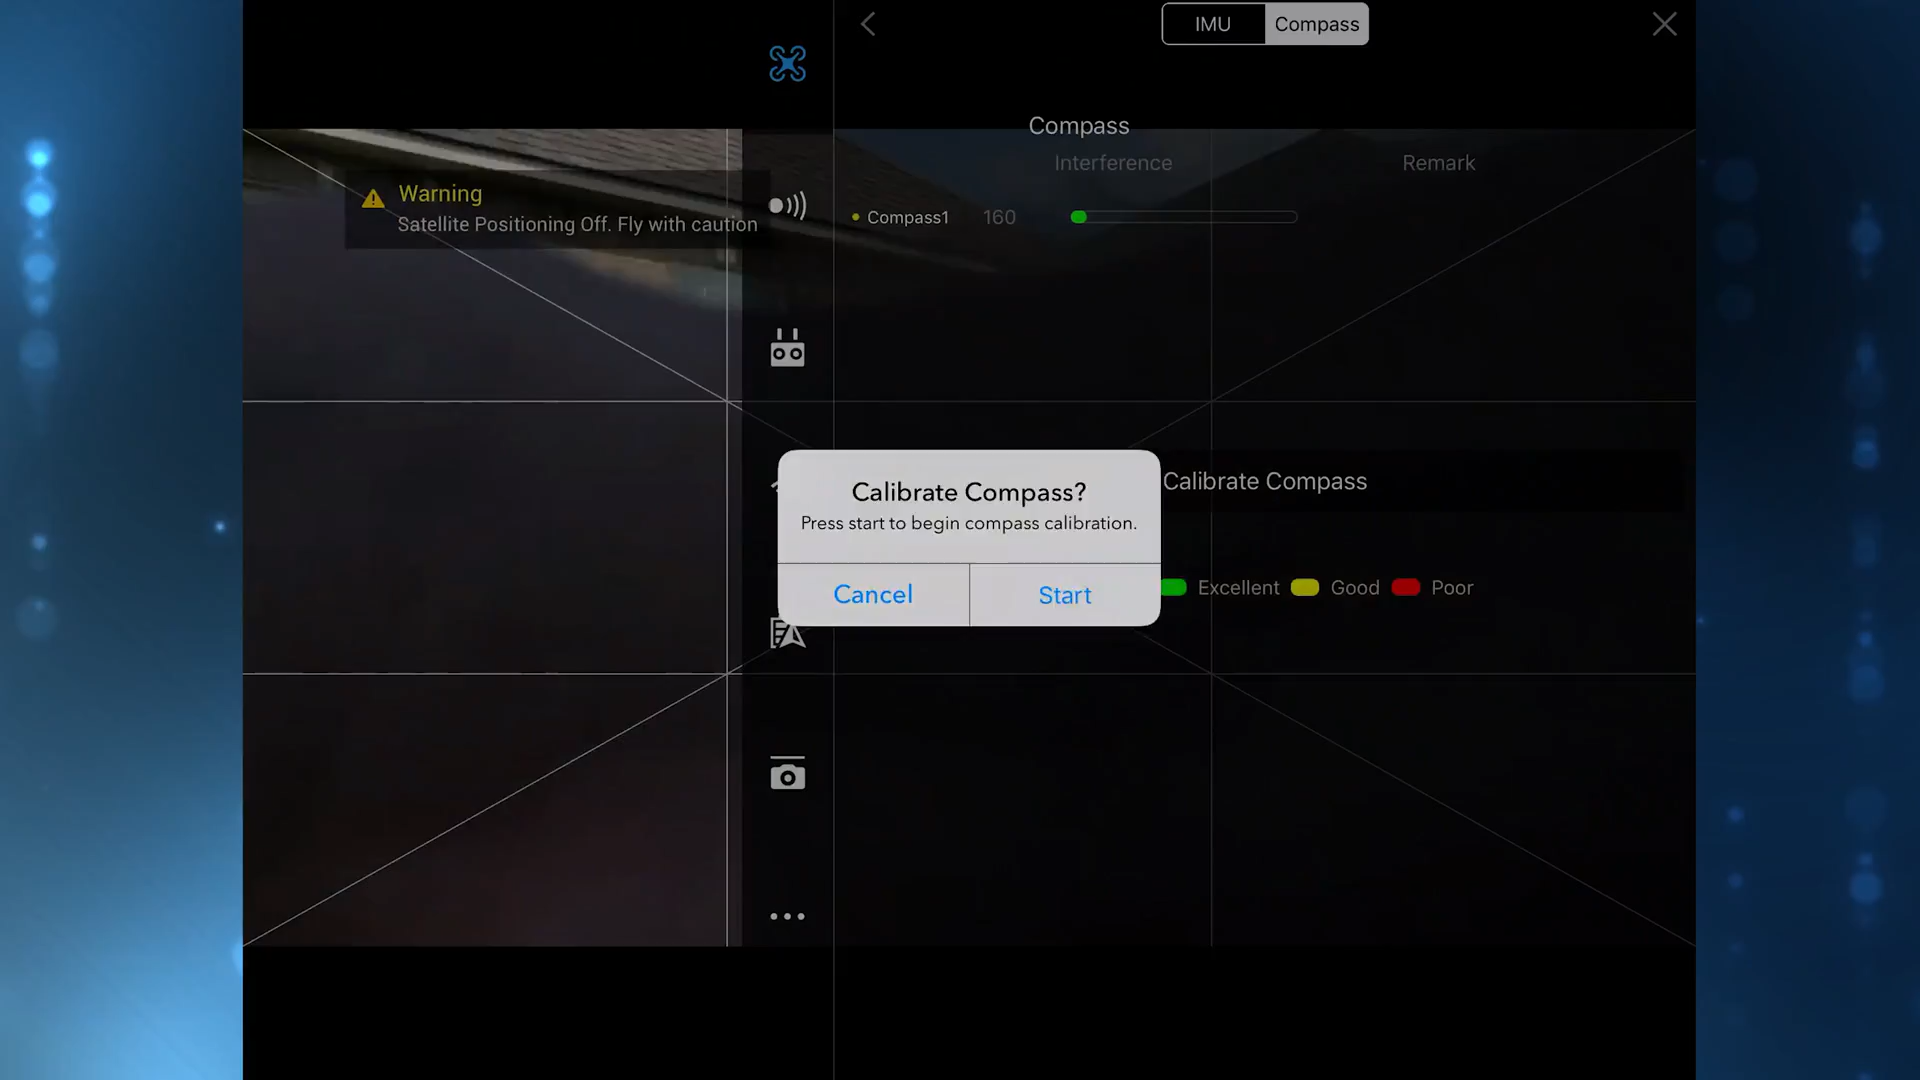 IMU
Compass
Compass
Interference
Remark
Warning
Satellite Positioning Off. Fly with caution
Compass1
160
Calibrate Compass?
Press start to begin compass calibration.
Cancel
Start
Calibrate Compass
Excellent
Good
Poor